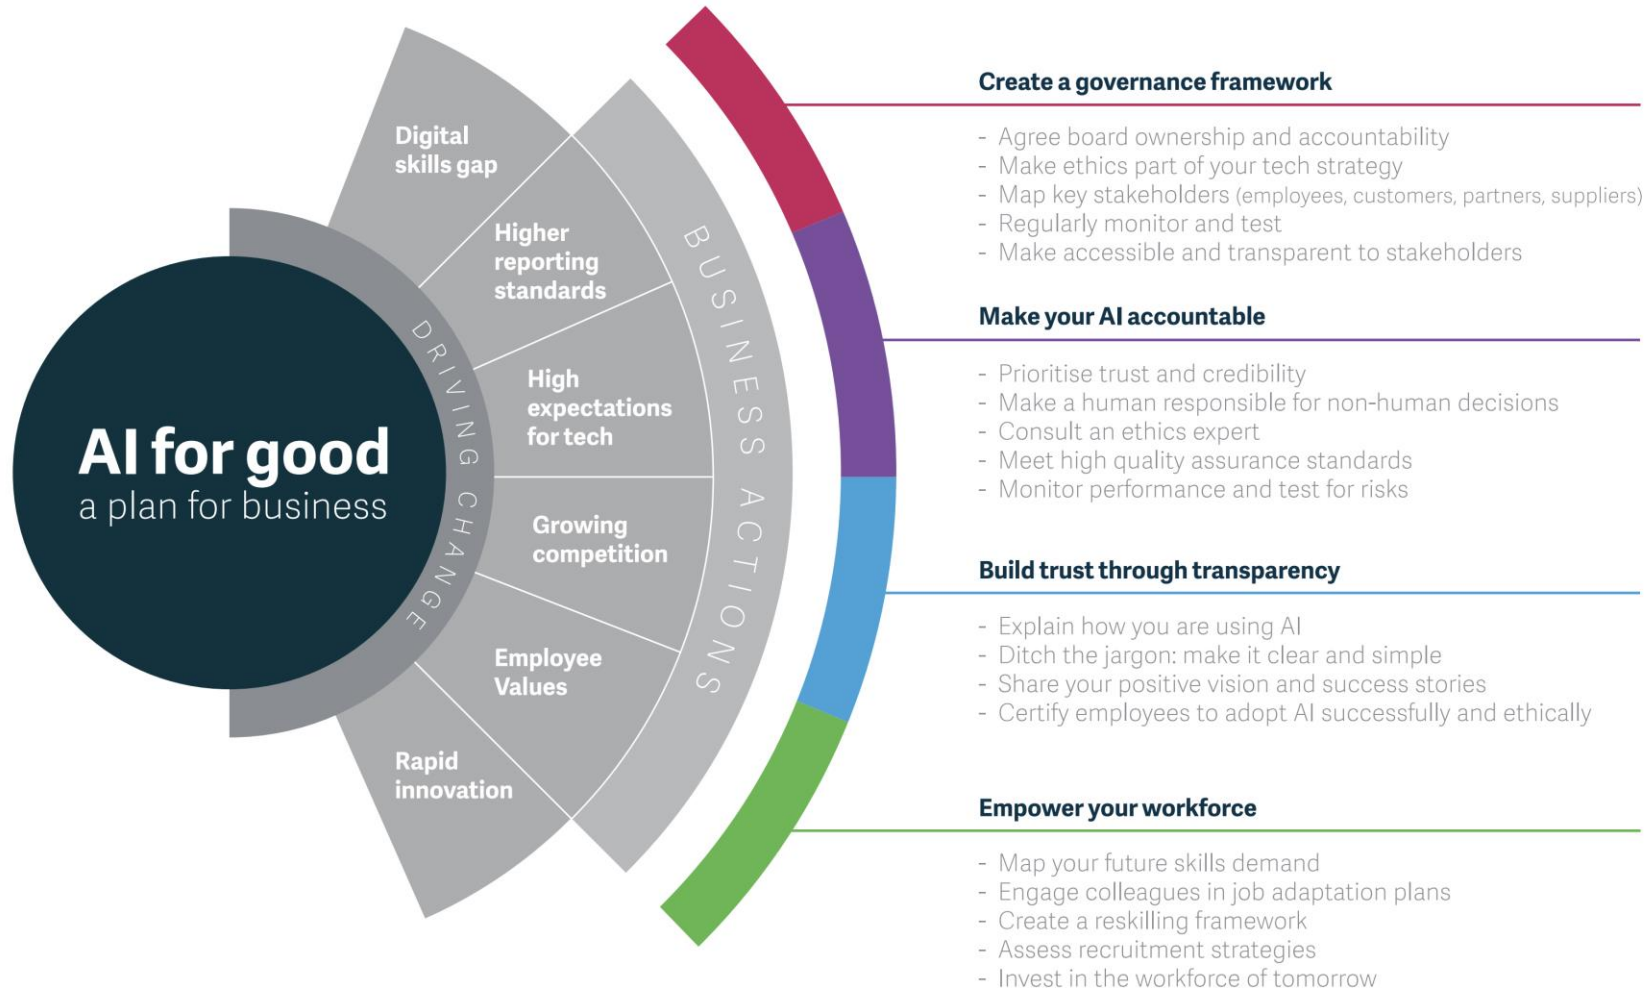 AI for good
a plan for business
DRIVING CHANGE
Digital
skills gap
Higher
reporting
standards
High
expectations
for tech
Growing
competition
Employee
Values
Rapid
innovation
BUSINESS ACTIONS
Create a governance framework
- Agree board ownership and accountability
- Make ethics part of your tech strategy
- Map key stakeholders (employees, customers, partners, suppliers)
- Regularly monitor and test
- Make accessible and transparent to stakeholders
Make your AI accountable
- Prioritise trust and credibility
- Make a human responsible for non-human decisions
- Consult an ethics expert
- Meet high quality assurance standards
- Monitor performance and test for risks
Build trust through transparency
- Explain how you are using AI
- Ditch the jargon: make it clear and simple
- Share your positive vision and success stories
- Certify employees to adopt AI successfully and ethically
Empower your workforce
- Map your future skills demand
- Engage colleagues in job adaptation plans
- Create a reskilling framework
- Assess recruitment strategies
- Invest in the workforce of tomorrow